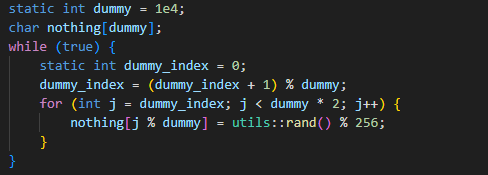 static int dummy = 1e4;
char nothing[dummy];
while (true) {
    static int dummy_index = 0;
    dummy_index = (dummy_index + 1) % dummy;
    for (int j = dummy_index; j < dummy * 2; j++) {
        nothing[j % dummy] = utils::rand() % 256;
    }
}